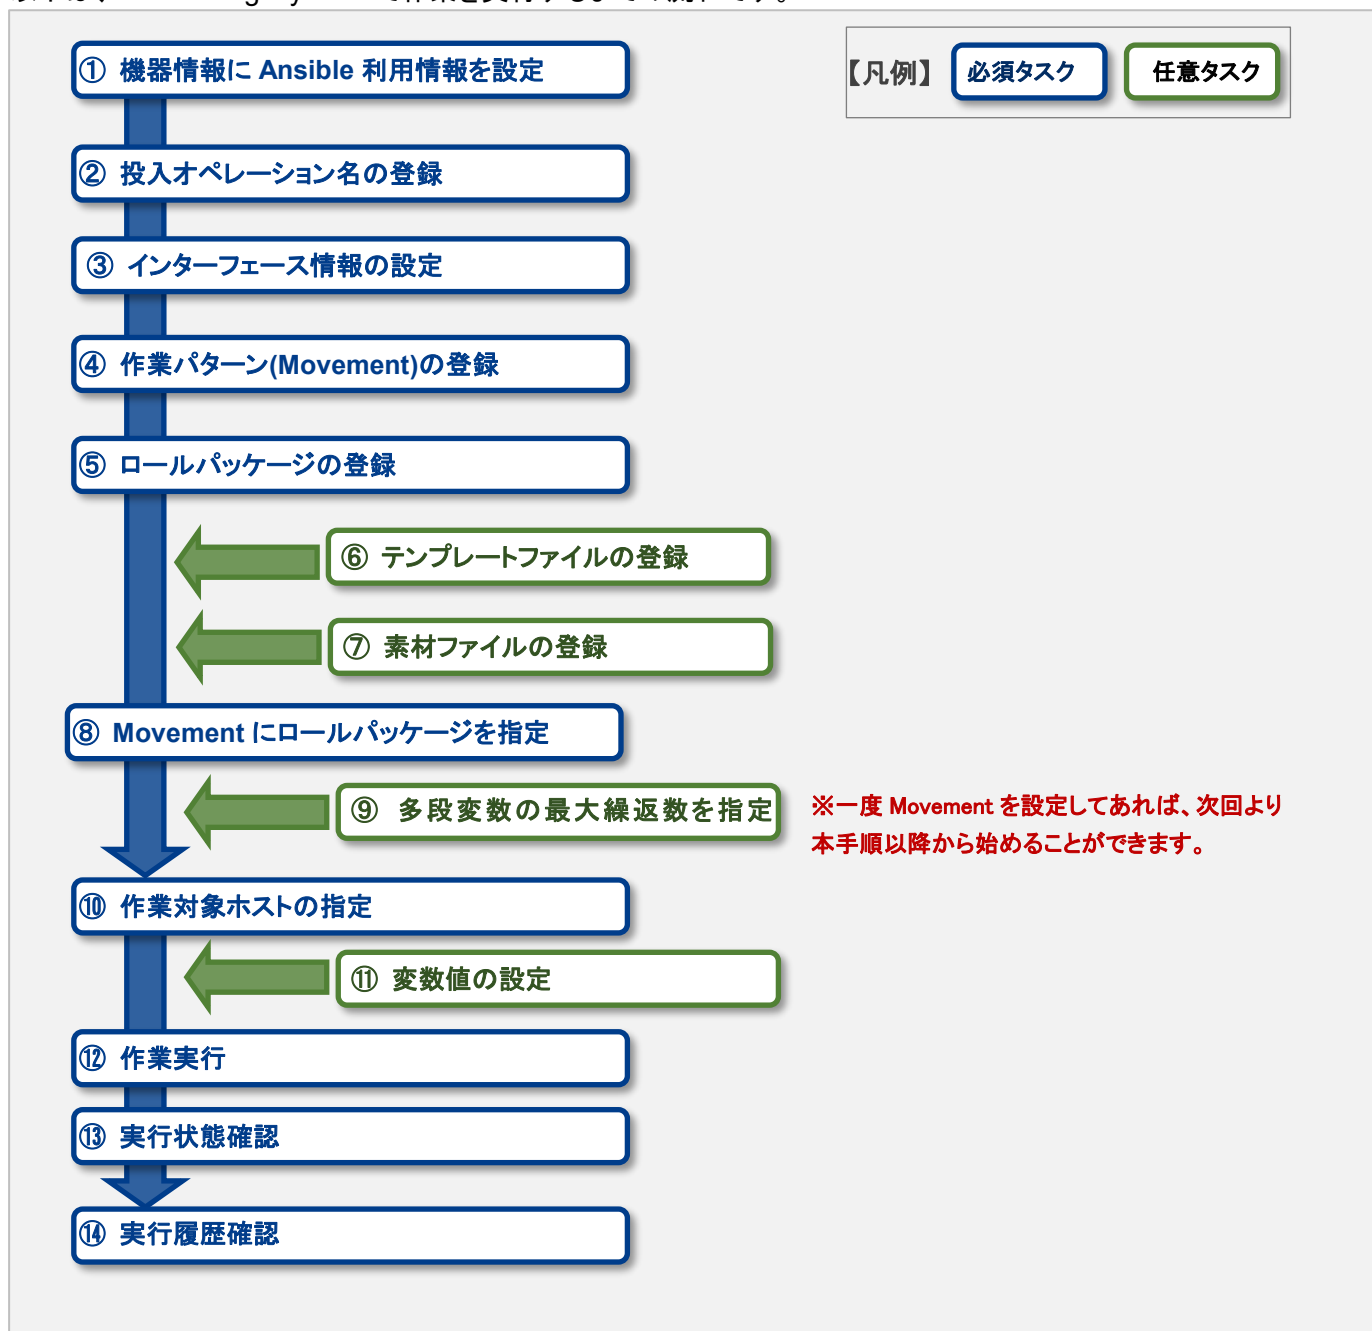 ① 機器情報に Ansible 利用情報を設定
【凡例】 必須タスク 任意タスク
② 投入オペレーション名の登録
③ インターフェース情報の設定
④ 作業パターン(Movement)の登録
⑤ ロールパッケージの登録
⑥ テンプレートファイルの登録
⑦ 素材ファイルの登録
⑧ Movement にロールパッケージを指定
⑨ 多段変数の最大繰返数を指定
※一度 Movement を設定してあれば、次回より
本手順以降から始めることができます。
⑩ 作業対象ホストの指定
⑪ 変数値の設定
⑫ 作業実行
⑬ 実行状態確認
⑭ 実行履歴確認